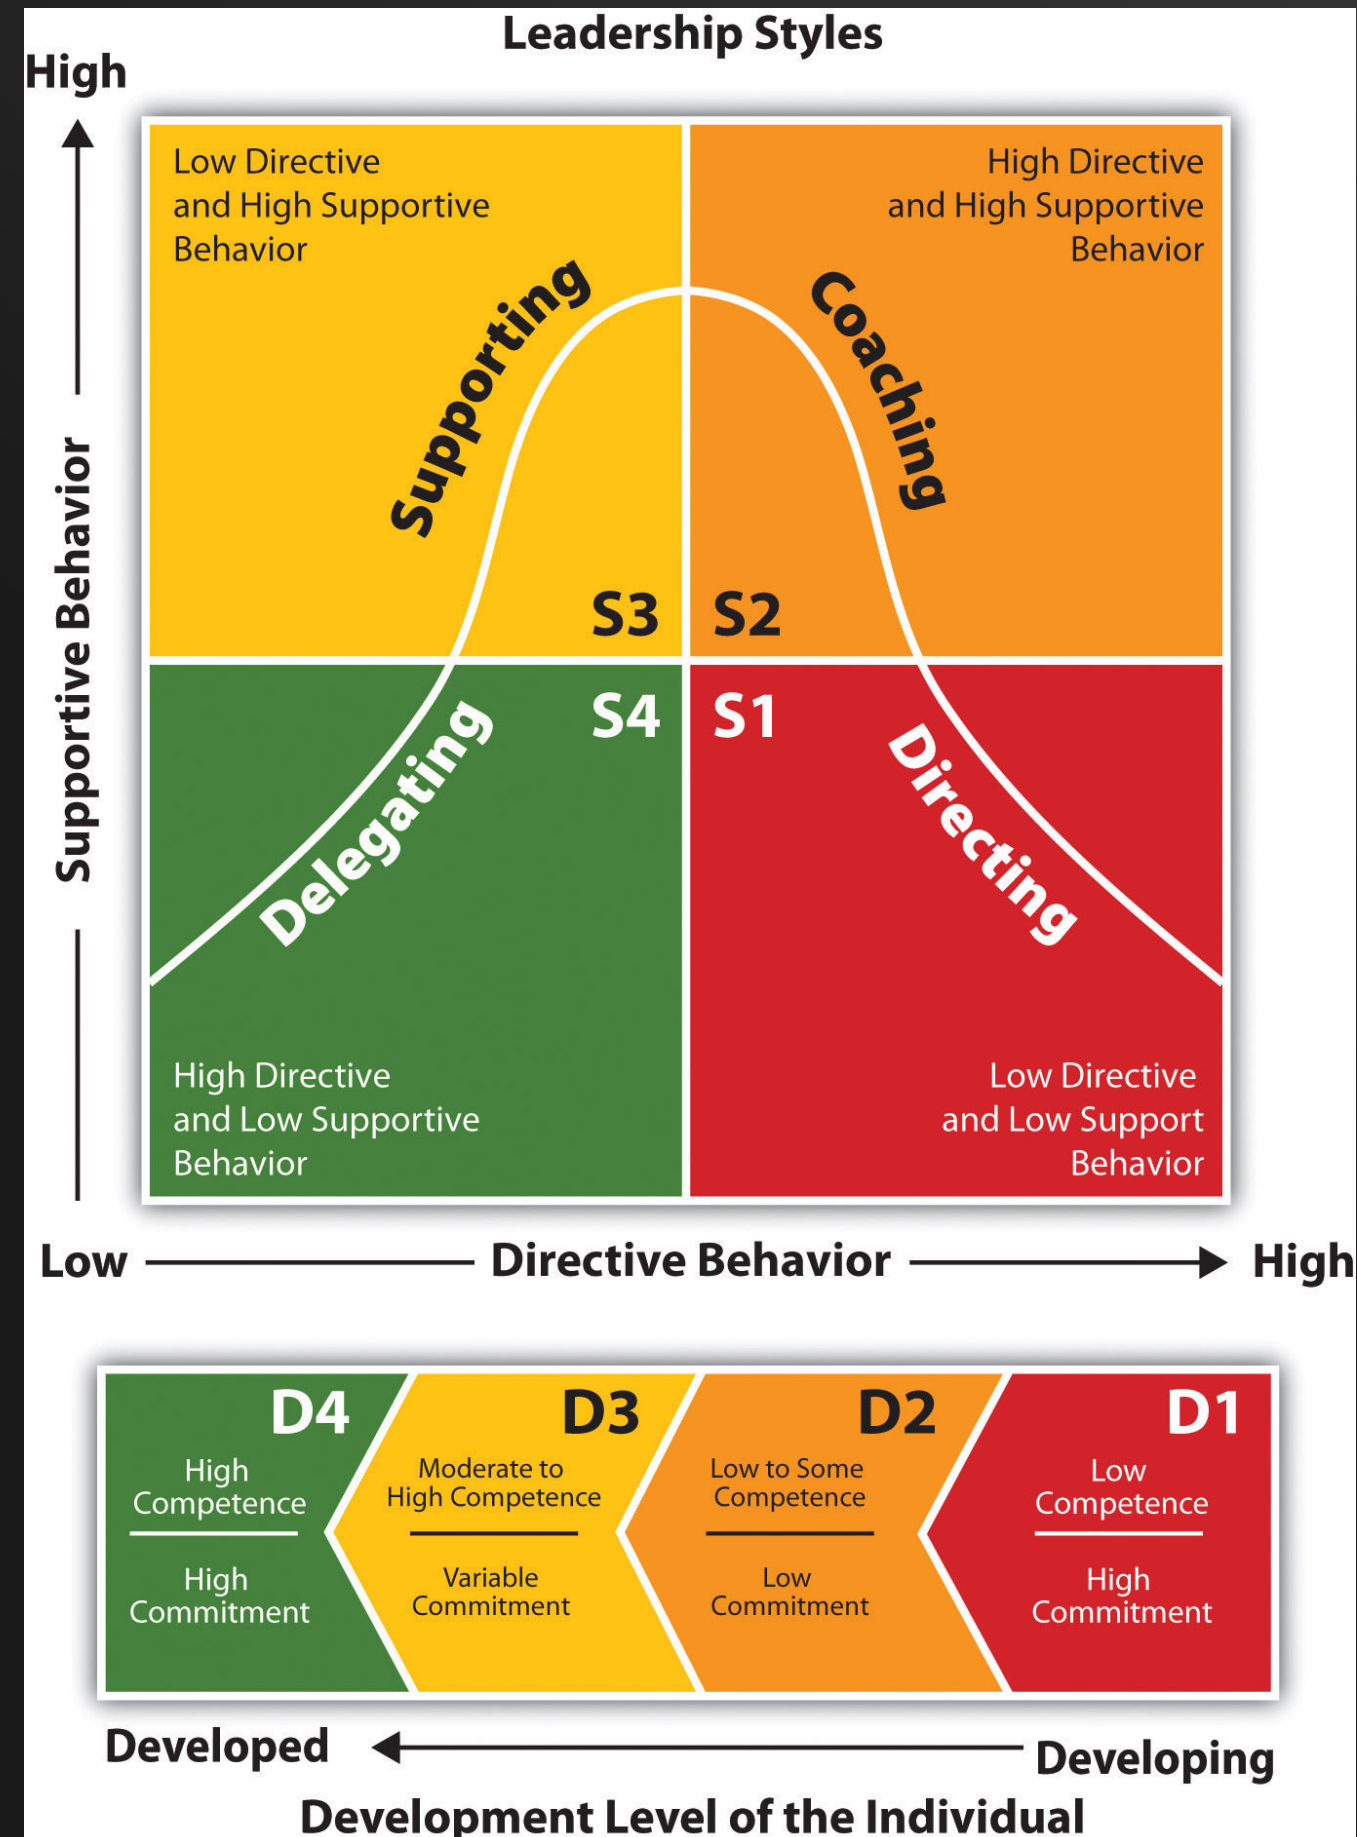 Leadership Styles
High
Low Directive
and High Supportive
Behavior
High Directive
and High Supportive
Behavior
Supporting
Coaching
S3
S2
Supportive Behavior
S4
S1
Delegating
Directing
High Directive
and Low Supportive
Behavior
Low Directive
and Low Support
Behavior
Low
Directive Behavior
High
D4
High
Competence
High
Commitment
D3
Moderate to
High Competence
Variable
Commitment
D2
Low to Some
Competence
Low
Commitment
D1
Low
Competence
High
Commitment
Developed
Developing
Development Level of the Individual